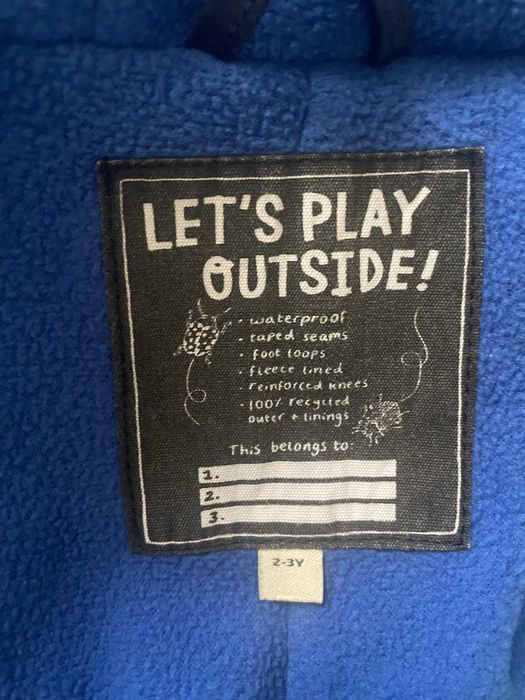 LET'S PLAY
OUTSIDE!
• waterproof
• taped seams
• foot loops
• fleece lined
• reinforced knees
• 100% recycled
outer + linings
This belongs to:
1.
2.
3.
2-3Y